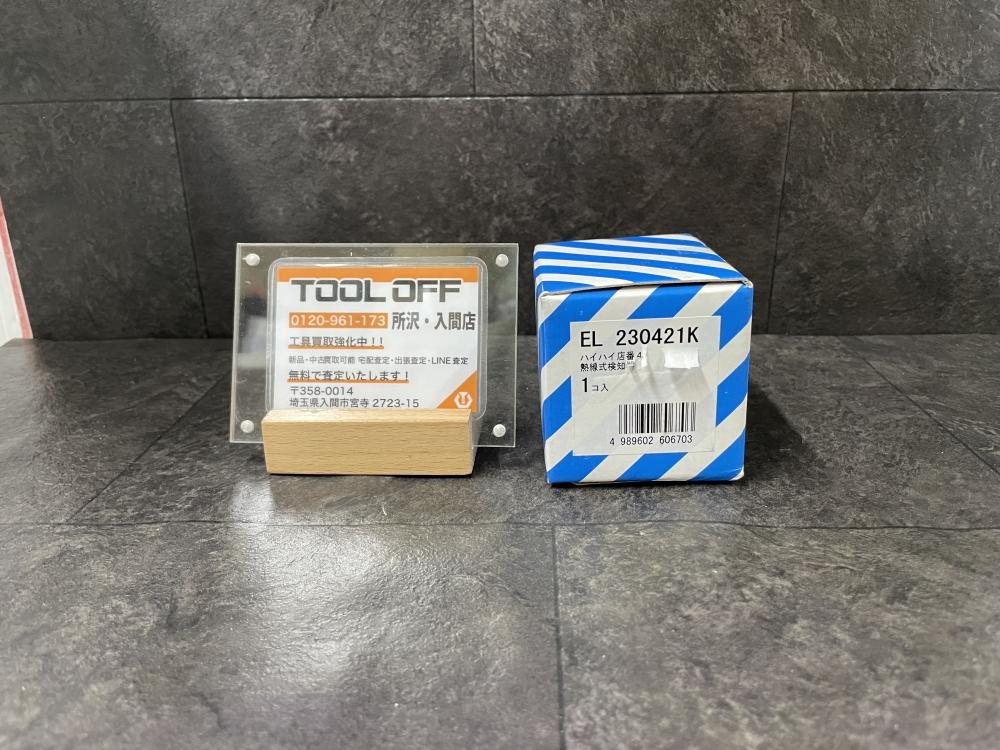 TOOL OFF
0120-961-173 所沢・入間店
工具買取強化中!!
新品・中古買取可能 宅配査定・出張査定・LINE査定
無料で査定いたします!
〒358-0014
埼玉県入間市宮寺 2723-15
EL 230421K
ハイハイ店番4
熱線式検知
1コ入
4 989602 606703